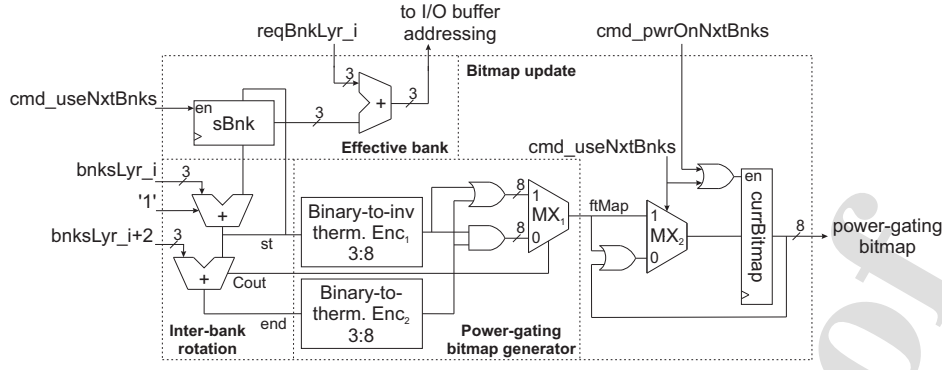 to I/O buffer
addressing
reqBnkLyr_i
cmd_pwrOnNxtBnks
3
Bitmap update
cmd_useNxtBnks
en
sBnk
3
+
3
Effective bank
cmd_useNxtBnks
bnksLyr_i
3
'1'
+
bnksLyr_i+2
3
+
st
Cout
end
Inter-bank
rotation
Binary-to-inv
therm. Enc1
3:8
Binary-to-
therm. Enc2
3:8
8
8
1
MX1
0
Power-gating
bitmap generator
ftMap
1
MX2
0
en
currBitmap
8
power-gating
bitmap
of